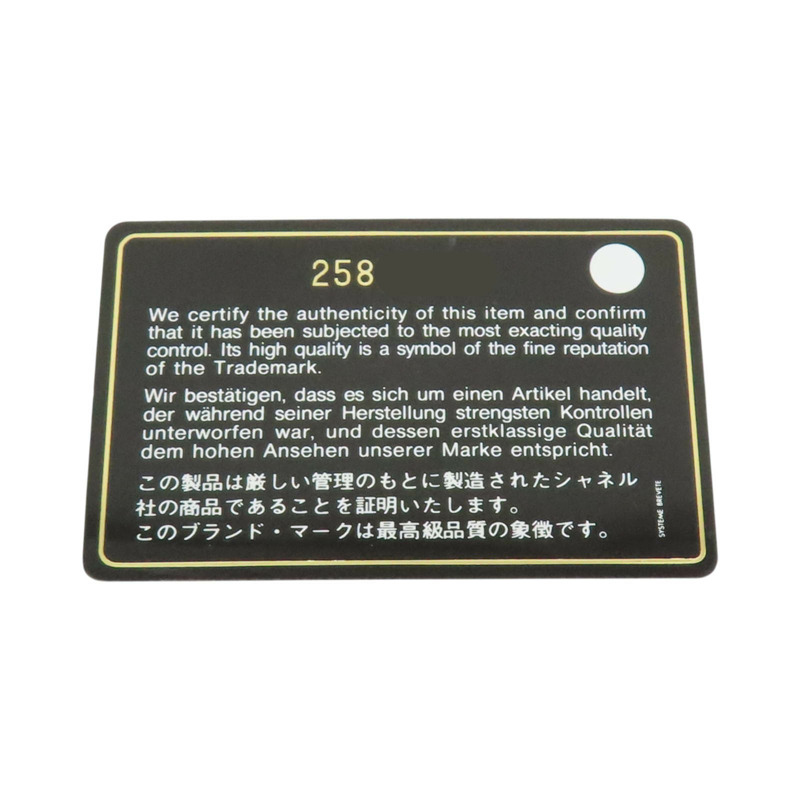 258
We certify the authenticity of this item and confirm
that it has been subjected to the most exacting quality
control. Its high quality is a symbol of the fine reputation
of the Trademark.
Wir bestätigen, dass es sich um einen Artikel handelt,
der während seiner Herstellung strengsten Kontrollen
unterworfen war, und dessen erstklassige Qualität
dem hohen Ansehen unserer Marke entspricht.
この製品は厳しい管理のもとに製造されたシャネル
社の商品であることを証明いたします。
このブランド・マークは最高級品質の象徴です。
SYSTEME BREVETE